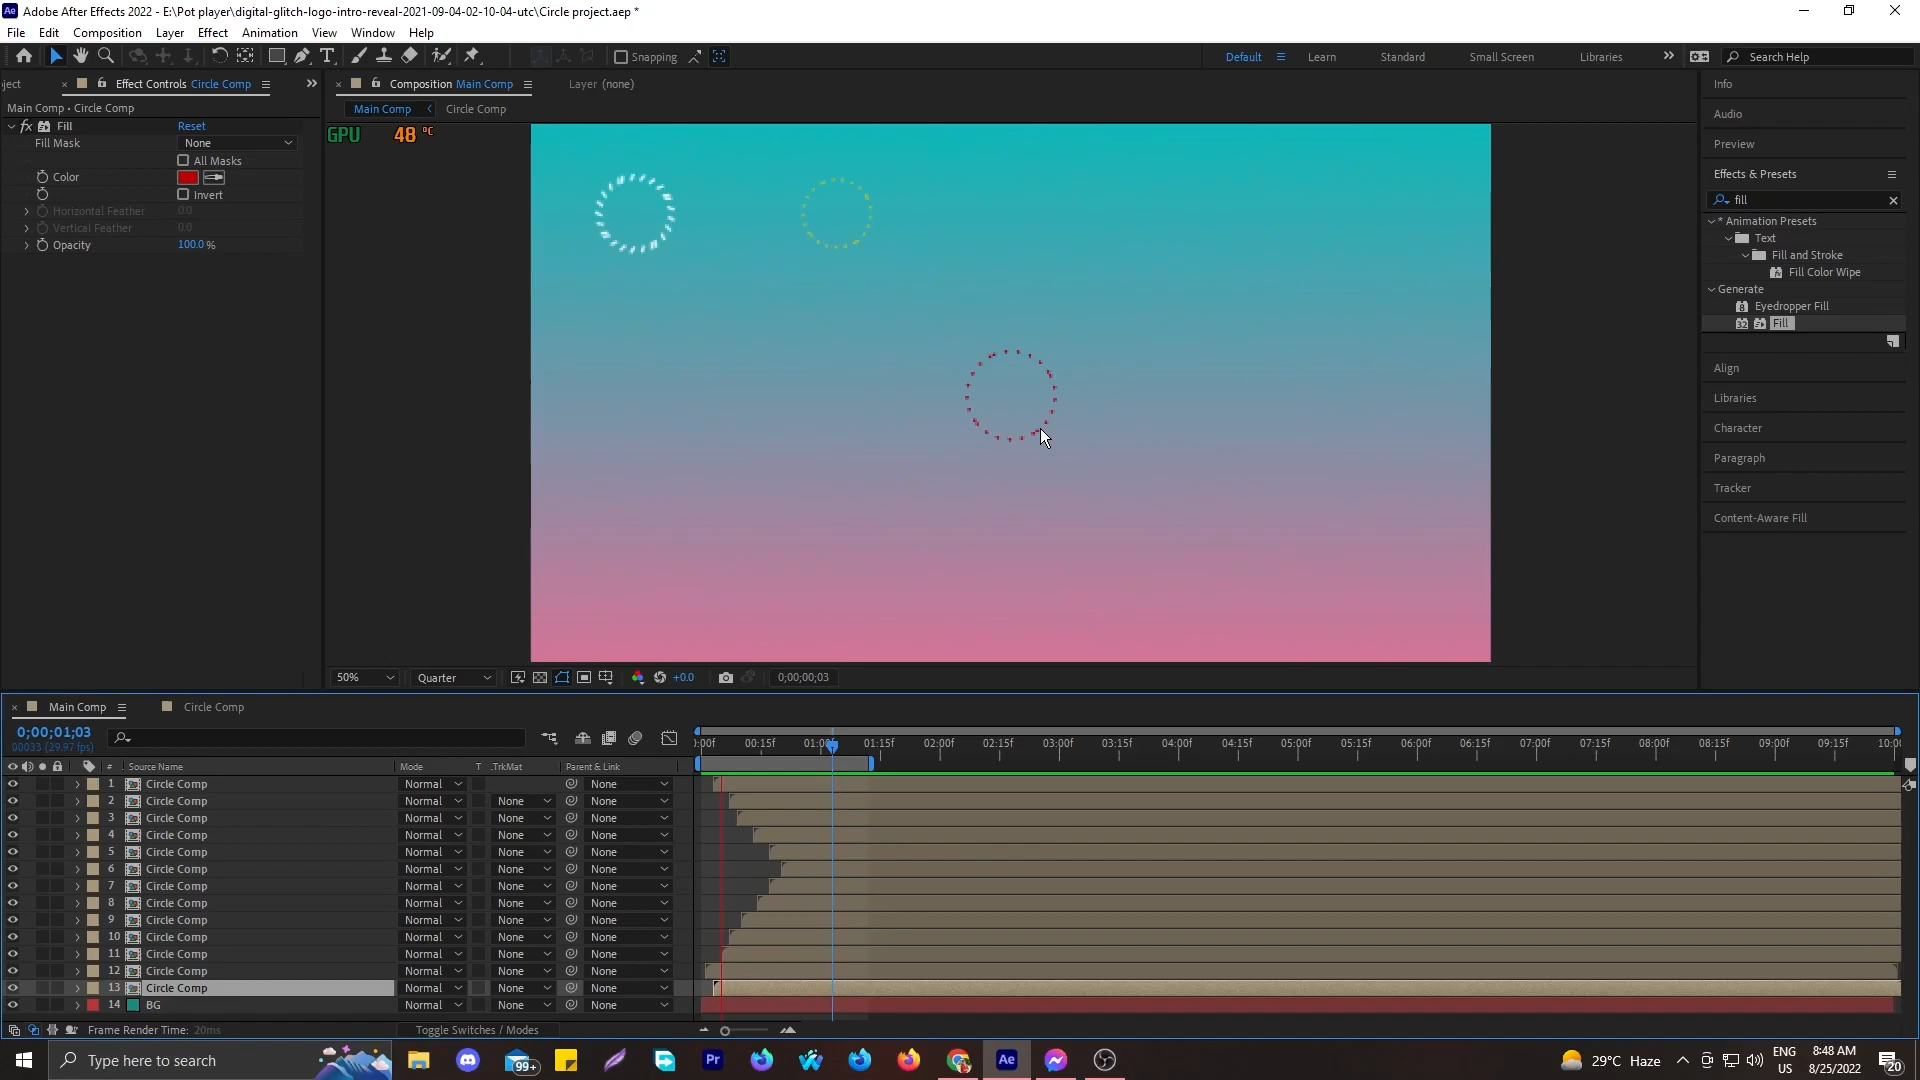 Adobe After Effects 2022 - E:\Pot player\digital-glitch-logo-intro-reveal-2021-09-04-02-10-04-utc\Circle project.aep *
File Edit Composition Layer Effect Animation View Window Help
Snapping Default Learn Standard Small Screen Libraries Search Help
ject Effect Controls Circle Comp Composition Main Comp Layer (none) Info
Main Comp • Circle Comp Main Comp Circle Comp
Audio
fx Fill Reset GPU 48 °C
Fill Mask None Preview
All Masks
Color Effects & Presets
Invert fill
Horizontal Feather 0.0
Vertical Feather 0.0
Opacity 100.0 %
* Animation Presets
Text
Fill and Stroke
Fill Color Wipe
Generate
Eyedropper Fill
32 Fill
Align
Libraries
Character
Paragraph
Tracker
Content-Aware Fill
50% Quarter +0.0 0;00;00;03
Main Comp Circle Comp
0;00;01;03
00033 (29.97 fps)
):00f 00:15f 01:00f 01:15f 02:00f 02:15f 03:00f 03:15f 04:00f 04:15f 05:00f 05:15f 06:00f 06:15f 07:00f 07:15f 08:00f 08:15f 09:00f 09:15f 10:00
# Source Name Mode T .TrkMat Parent & Link
1 Circle Comp Normal None
2 Circle Comp Normal None None
3 Circle Comp Normal None None
4 Circle Comp Normal None None
5 Circle Comp Normal None None
6 Circle Comp Normal None None
7 Circle Comp Normal None None
8 Circle Comp Normal None None
9 Circle Comp Normal None None
10 Circle Comp Normal None None
11 Circle Comp Normal None None
12 Circle Comp Normal None None
13 Circle Comp Normal None None
14 BG Normal None None
Frame Render Time: 20ms Toggle Switches / Modes
Type here to search 99+ Pr Ae 29°C Haze ENG US 8:48 AM 8/25/2022 20